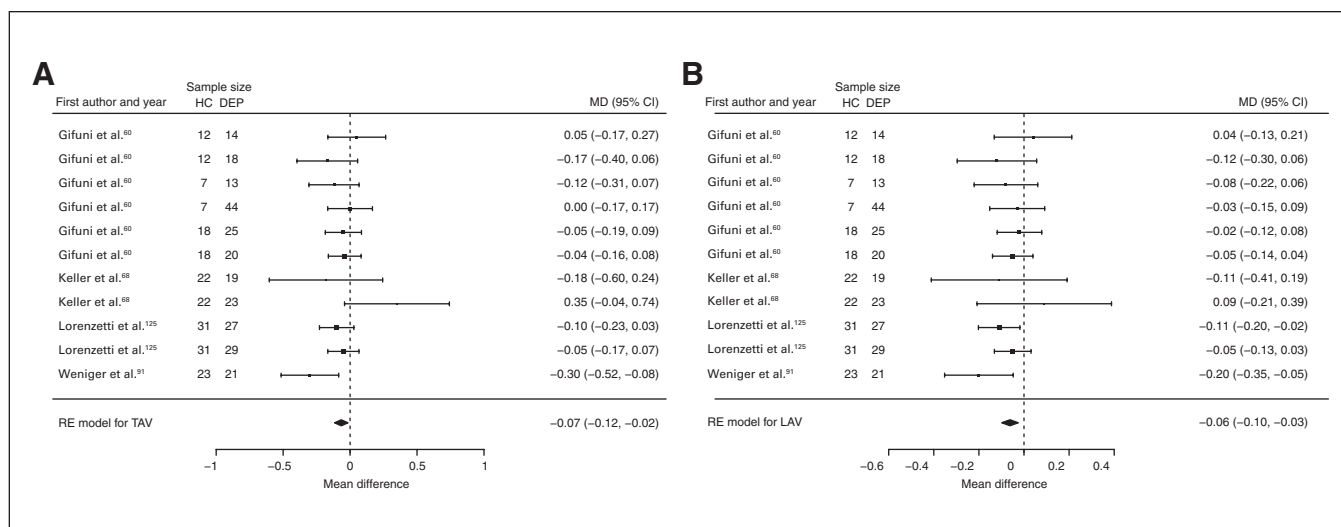 A
Sample size
First author and year HC DEP MD (95% CI)
Gifuni et al.⁶⁰ 12 14 0.05 (−0.17, 0.27)
Gifuni et al.⁶⁰ 12 18 −0.17 (−0.40, 0.06)
Gifuni et al.⁶⁰ 7 13 −0.12 (−0.31, 0.07)
Gifuni et al.⁶⁰ 7 44 0.00 (−0.17, 0.17)
Gifuni et al.⁶⁰ 18 25 −0.05 (−0.19, 0.09)
Gifuni et al.⁶⁰ 18 20 −0.04 (−0.16, 0.08)
Keller et al.⁶⁸ 22 19 −0.18 (−0.60, 0.24)
Keller et al.⁶⁸ 22 23 0.35 (−0.04, 0.74)
Lorenzetti et al.¹²⁵ 31 27 −0.10 (−0.23, 0.03)
Lorenzetti et al.¹²⁵ 31 29 −0.05 (−0.17, 0.07)
Weniger et al.⁹¹ 23 21 −0.30 (−0.52, −0.08)
RE model for TAV −0.07 (−0.12, −0.02)
−1 −0.5 0 0.5 1
Mean difference
B
Sample size
First author and year HC DEP MD (95% CI)
Gifuni et al.⁶⁰ 12 14 0.04 (−0.13, 0.21)
Gifuni et al.⁶⁰ 12 18 −0.12 (−0.30, 0.06)
Gifuni et al.⁶⁰ 7 13 −0.08 (−0.22, 0.06)
Gifuni et al.⁶⁰ 7 44 −0.03 (−0.15, 0.09)
Gifuni et al.⁶⁰ 18 25 −0.02 (−0.12, 0.08)
Gifuni et al.⁶⁰ 18 20 −0.05 (−0.14, 0.04)
Keller et al.⁶⁸ 22 19 −0.11 (−0.41, 0.19)
Keller et al.⁶⁸ 22 23 0.09 (−0.21, 0.39)
Lorenzetti et al.¹²⁵ 31 27 −0.11 (−0.20, −0.02)
Lorenzetti et al.¹²⁵ 31 29 −0.05 (−0.13, 0.03)
Weniger et al.⁹¹ 23 21 −0.20 (−0.35, −0.05)
RE model for LAV −0.06 (−0.10, −0.03)
−0.6 −0.4 −0.2 0 0.2 0.4
Mean difference